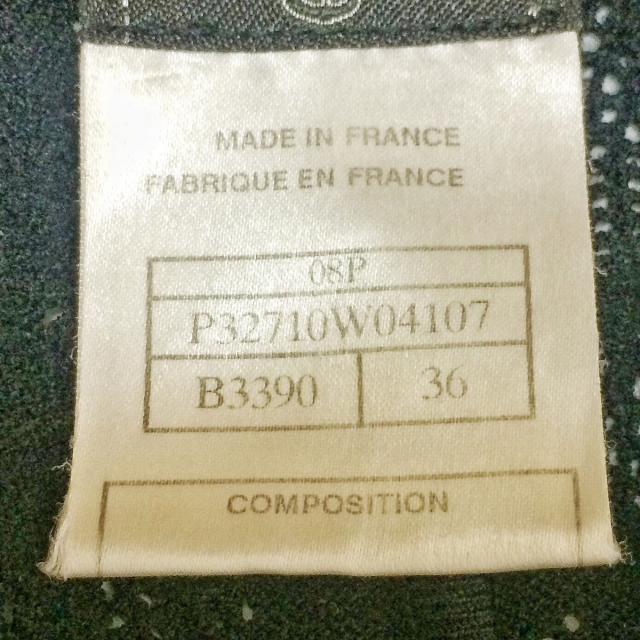 MADE IN FRANCE
FABRIQUE EN FRANCE
08P
P32710W04107
B3390 36
COMPOSITION